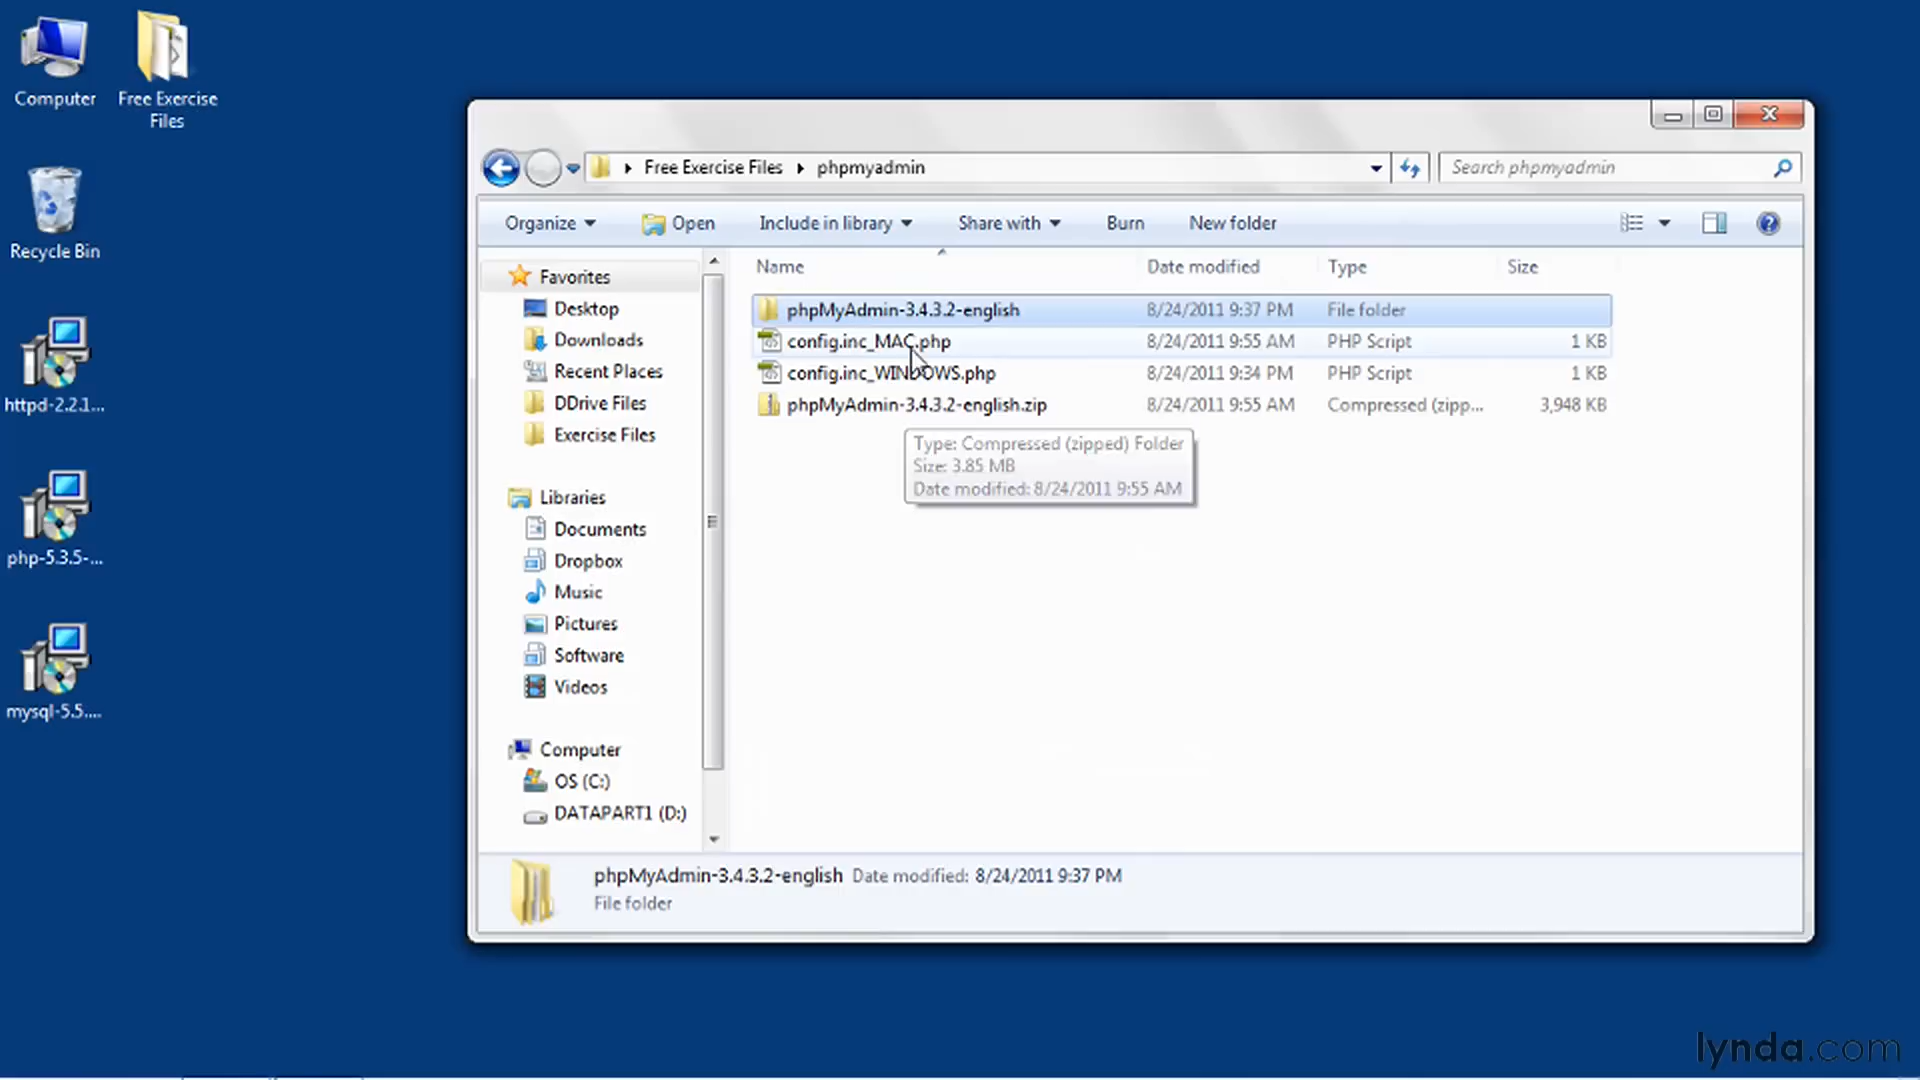 Computer
Free Exercise
Files
Recycle Bin
httpd-2.2.1...
php-5.3.5-...
mysql-5.5....
Free Exercise Files
phpmyadmin
Search phpmyadmin
Organize
Open
Include in library
Share with
Burn
New folder
Favorites
Desktop
Downloads
Recent Places
DDrive Files
Exercise Files
Libraries
Documents
Dropbox
Music
Pictures
Software
Videos
Computer
OS (C:)
DATAPART1 (D:)
Name Date modified Type Size
phpMyAdmin-3.4.3.2-english 8/24/2011 9:37 PM File folder
config.inc_MAC.php 8/24/2011 9:55 AM PHP Script 1 KB
config.inc_WINDOWS.php 8/24/2011 9:34 PM PHP Script 1 KB
phpMyAdmin-3.4.3.2-english.zip 8/24/2011 9:55 AM Compressed (zipp... 3,948 KB
Type: Compressed (zipped) Folder
Size: 3.85 MB
Date modified: 8/24/2011 9:55 AM
phpMyAdmin-3.4.3.2-english Date modified: 8/24/2011 9:37 PM
File folder
lynda.com